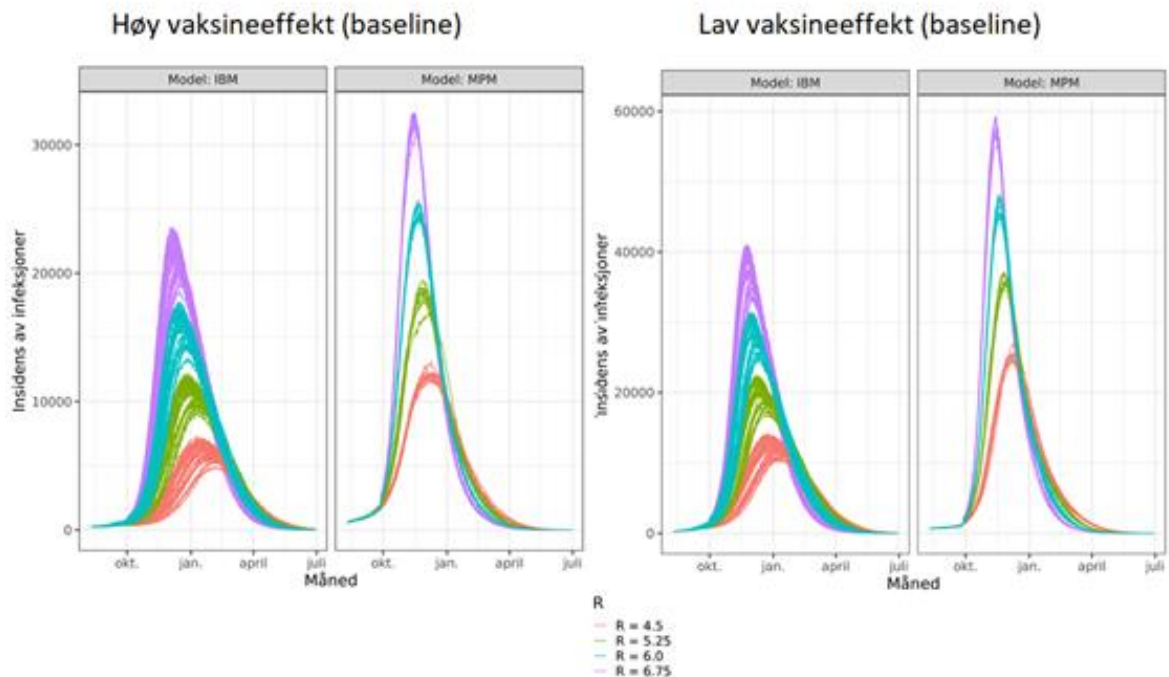 Høy vaksineeffekt (baseline)
Lav vaksineeffekt (baseline)
Model: IBM
Model: MPM
Model: IBM
Model: MPM
Insidens av infeksjoner
30000
20000
10000
0
okt.
jan.
april
juli
okt.
jan.
april
juli
Måned
Insidens av infeksjoner
60000
40000
20000
0
okt.
jan.
april
juli
okt.
jan.
april
juli
Måned
R
R = 4.5
R = 5.25
R = 6.0
R = 6.75